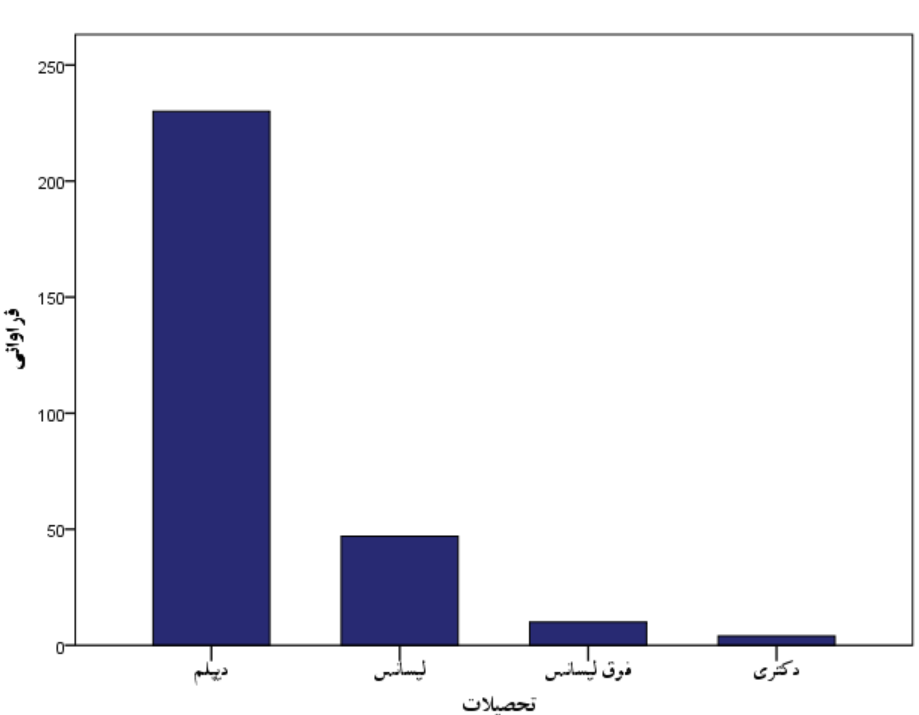 250
200
150
100
50
0
فراوانی
دیپلم
لیسانس
فوق لیسانس
دکتری
تحصیلات